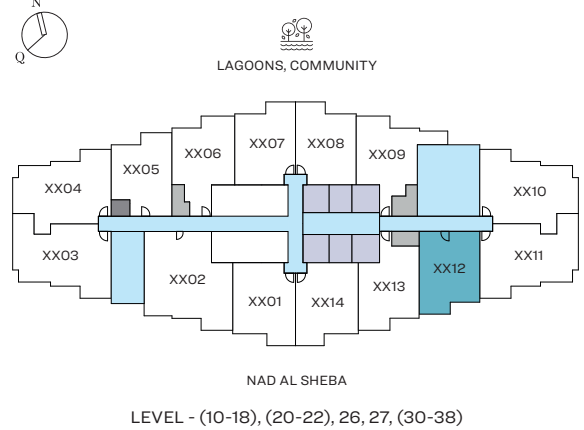 N
Q
LAGOONS, COMMUNITY
XX07
XX08
XX06
XX09
XX05
XX04
XX10
XX03
XX11
XX12
XX02
XX13
XX01
XX14
NAD AL SHEBA
LEVEL - (10-18), (20-22), 26, 27, (30-38)